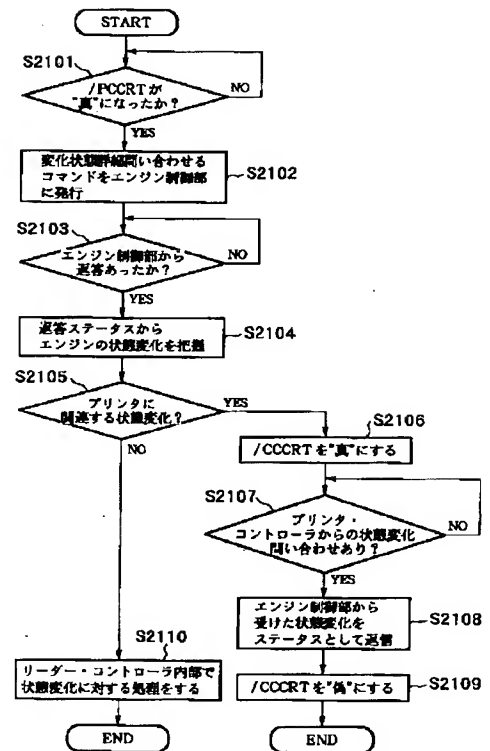 START
S2101
/PCCRTが
"真"になったか?
NO
YES
変化状態詳細問い合わせる
コマンドをエンジン制御部
に発行
S2102
S2103
エンジン制御部から
返答あったか?
NO
YES
返答ステータスから
エンジンの状態変化を把握
S2104
S2105
プリンタに
関連する状態変化?
YES
NO
S2106
/CCCRTを"真"にする
S2107
プリンタ・
コントローラからの状態変化
問い合わせあり?
NO
YES
エンジン制御部から
受けた状態変化を
ステータスとして返信
S2108
S2110
リーダー・コントローラ内部で
状態変化に対する処理をする
/CCCRTを"偽"にする
S2109
END
END